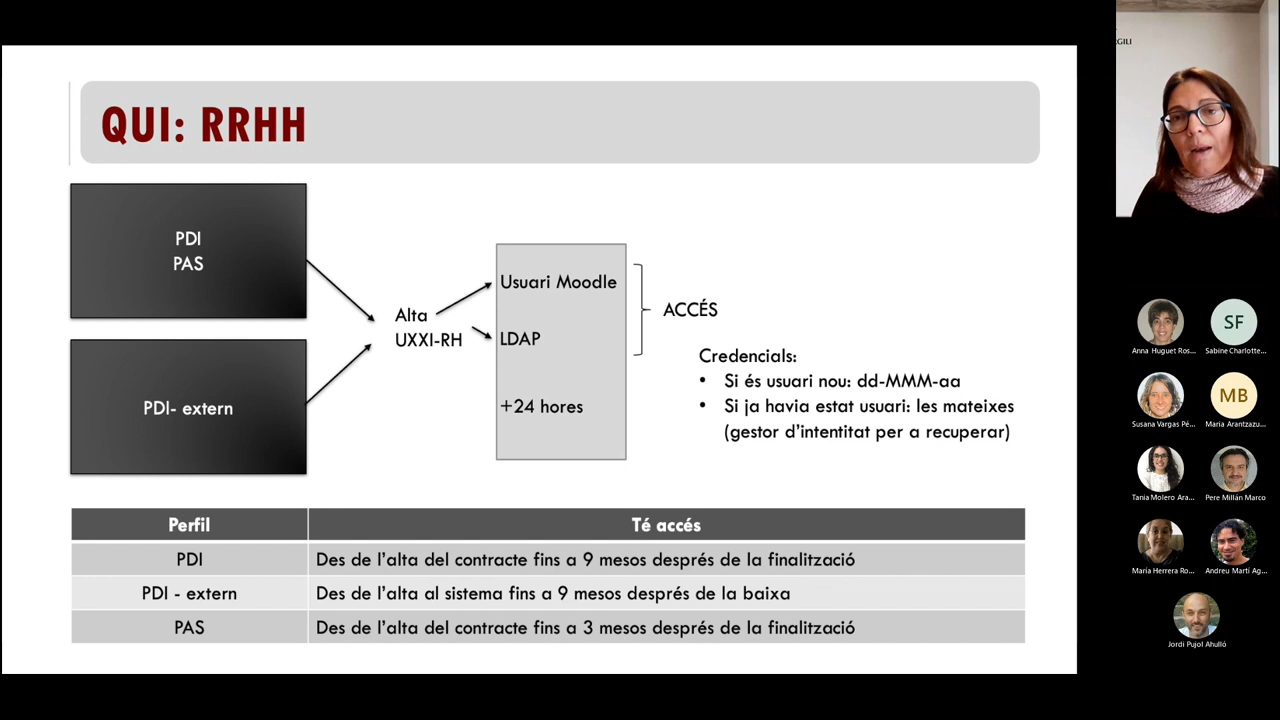 QUI: RRHH
PDI
PAS
PDI- extern
Alta
UXXI-RH
Usuari Moodle
LDAP
+24 hores
ACCÉS
Credencials:
• Si és usuari nou: dd-MMM-aa
• Si ja havia estat usuari: les mateixes
(gestor d'intentitat per a recuperar)
Perfil Té accés
PDI Des de l'alta del contracte fins a 9 mesos després de la finalització
PDI - extern Des de l'alta al sistema fins a 9 mesos després de la baixa
PAS Des de l'alta del contracte fins a 3 mesos després de la finalització
SF
Anna Huguet Ros... Sabine Charlotte...
MB
Susana Vargas Pé... Maria Arantzazu...
Tania Molero Ara... Pere Millán Marco
María Herrera Ro... Andreu Martí Ag...
Jordi Pujol Ahulló